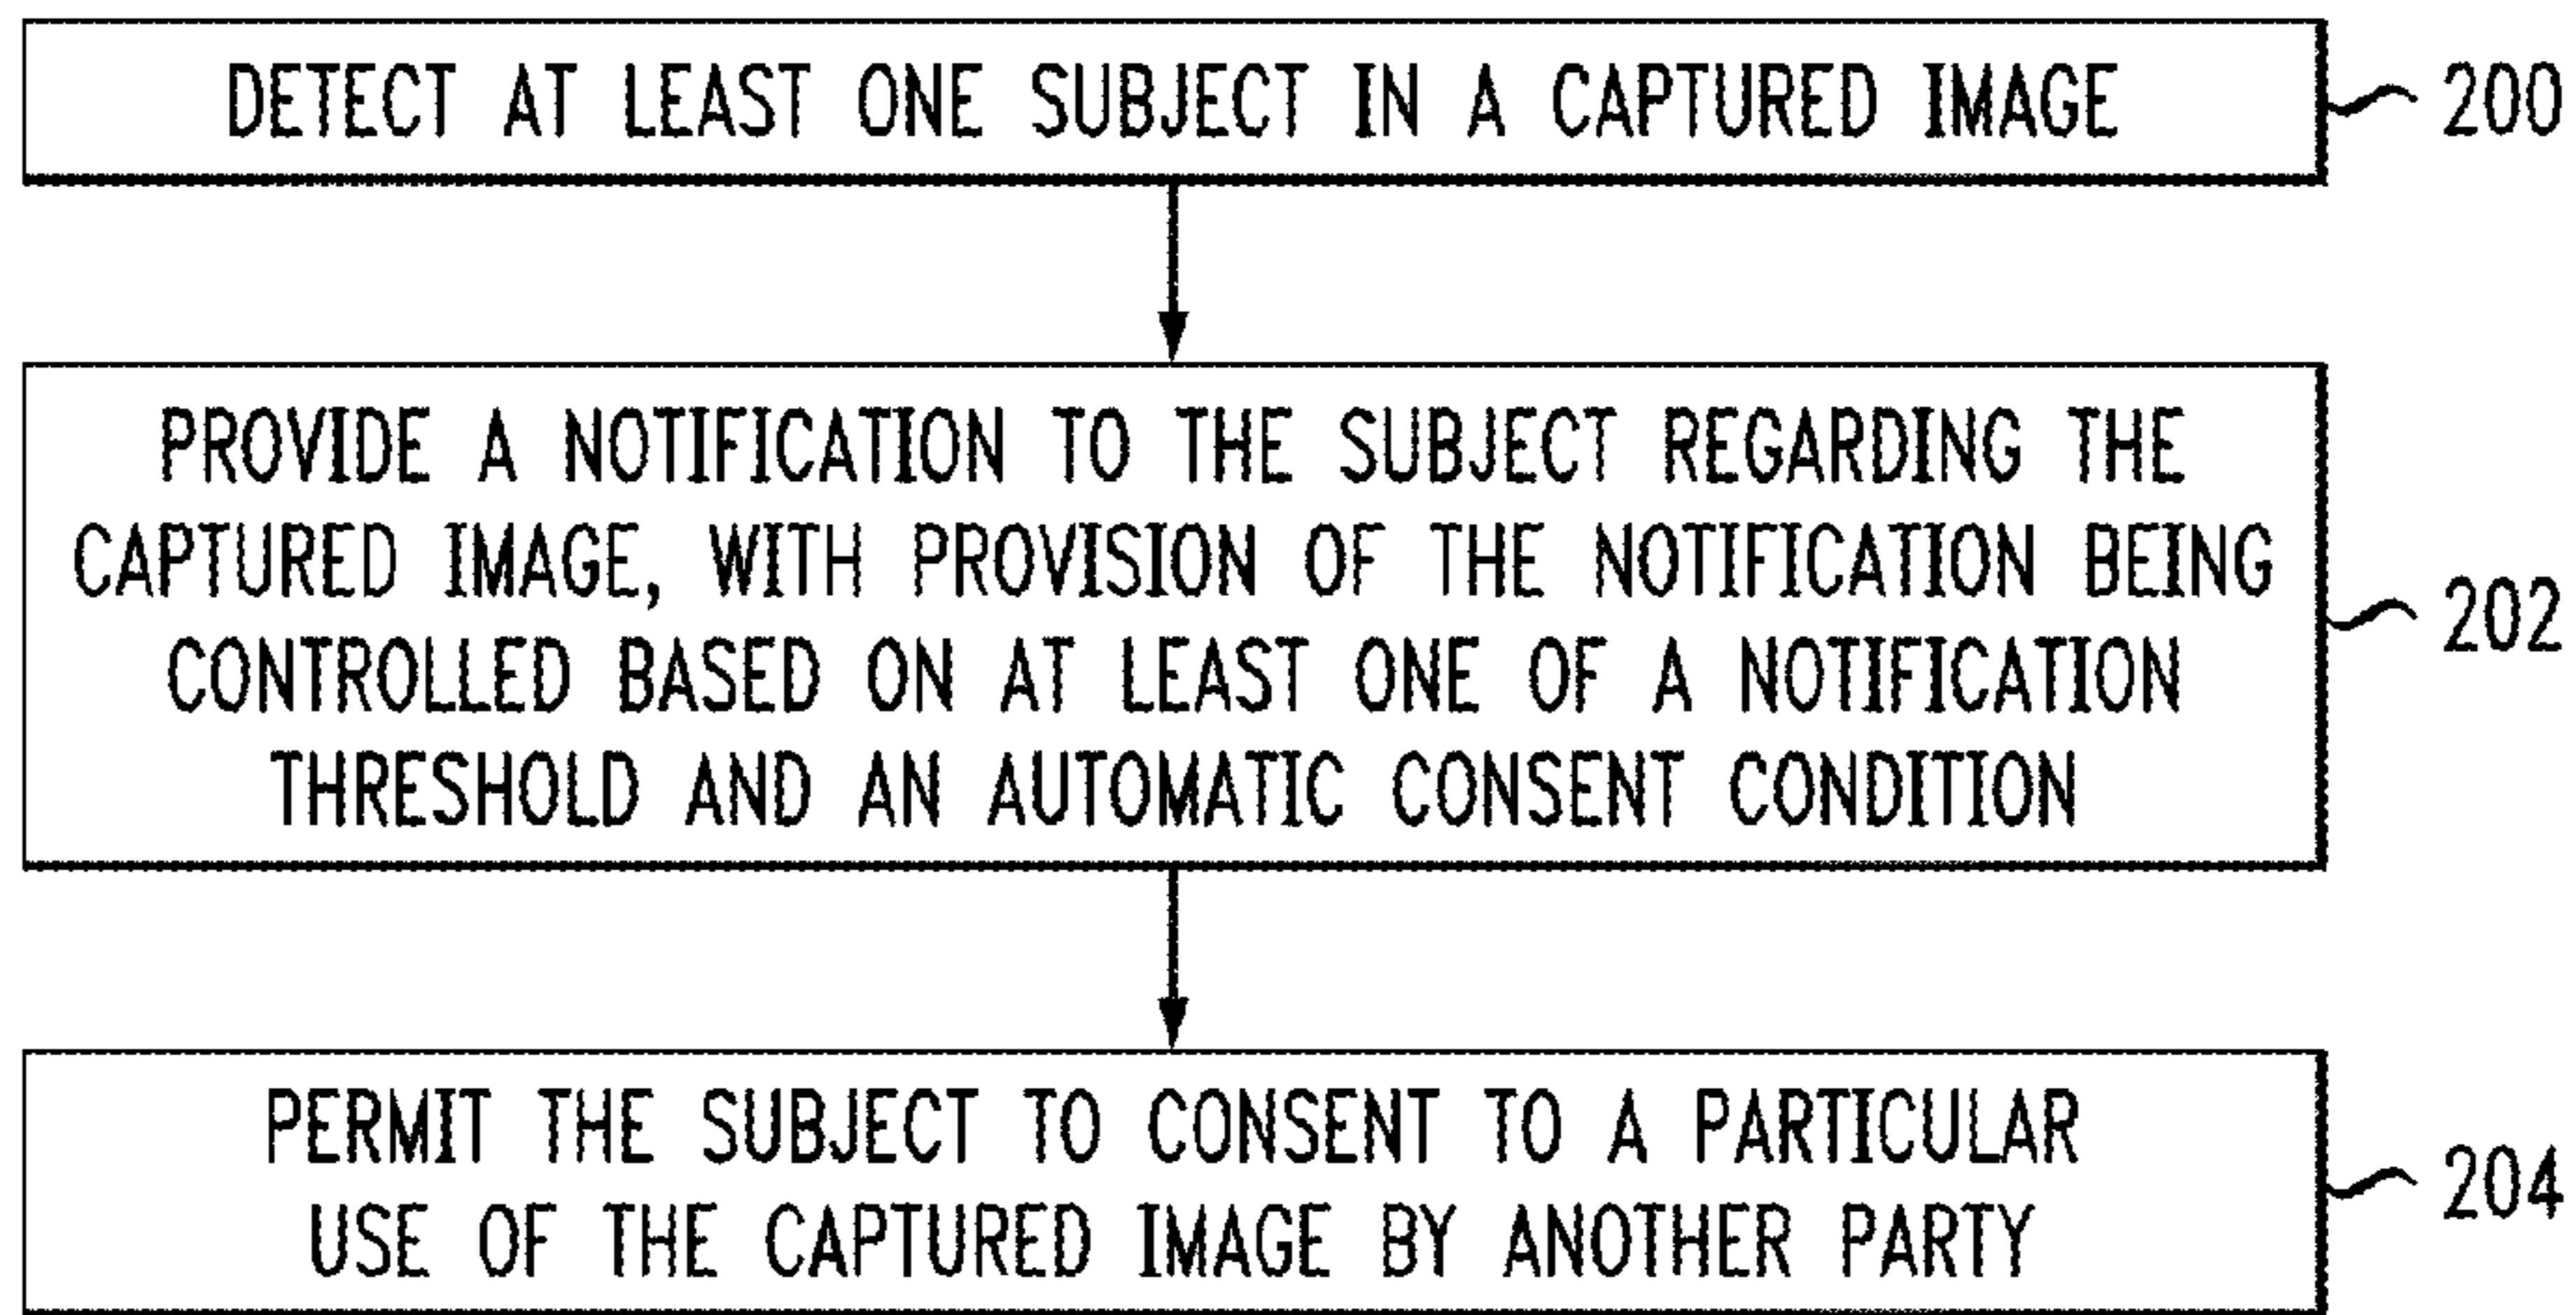 DETECT AT LEAST ONE SUBJECT IN A CAPTURED IMAGE
200
PROVIDE A NOTIFICATION TO THE SUBJECT REGARDING THE
CAPTURED IMAGE, WITH PROVISION OF THE NOTIFICATION BEING
CONTROLLED BASED ON AT LEAST ONE OF A NOTIFICATION
THRESHOLD AND AN AUTOMATIC CONSENT CONDITION
202
PERMIT THE SUBJECT TO CONSENT TO A PARTICULAR
USE OF THE CAPTURED IMAGE BY ANOTHER PARTY
204